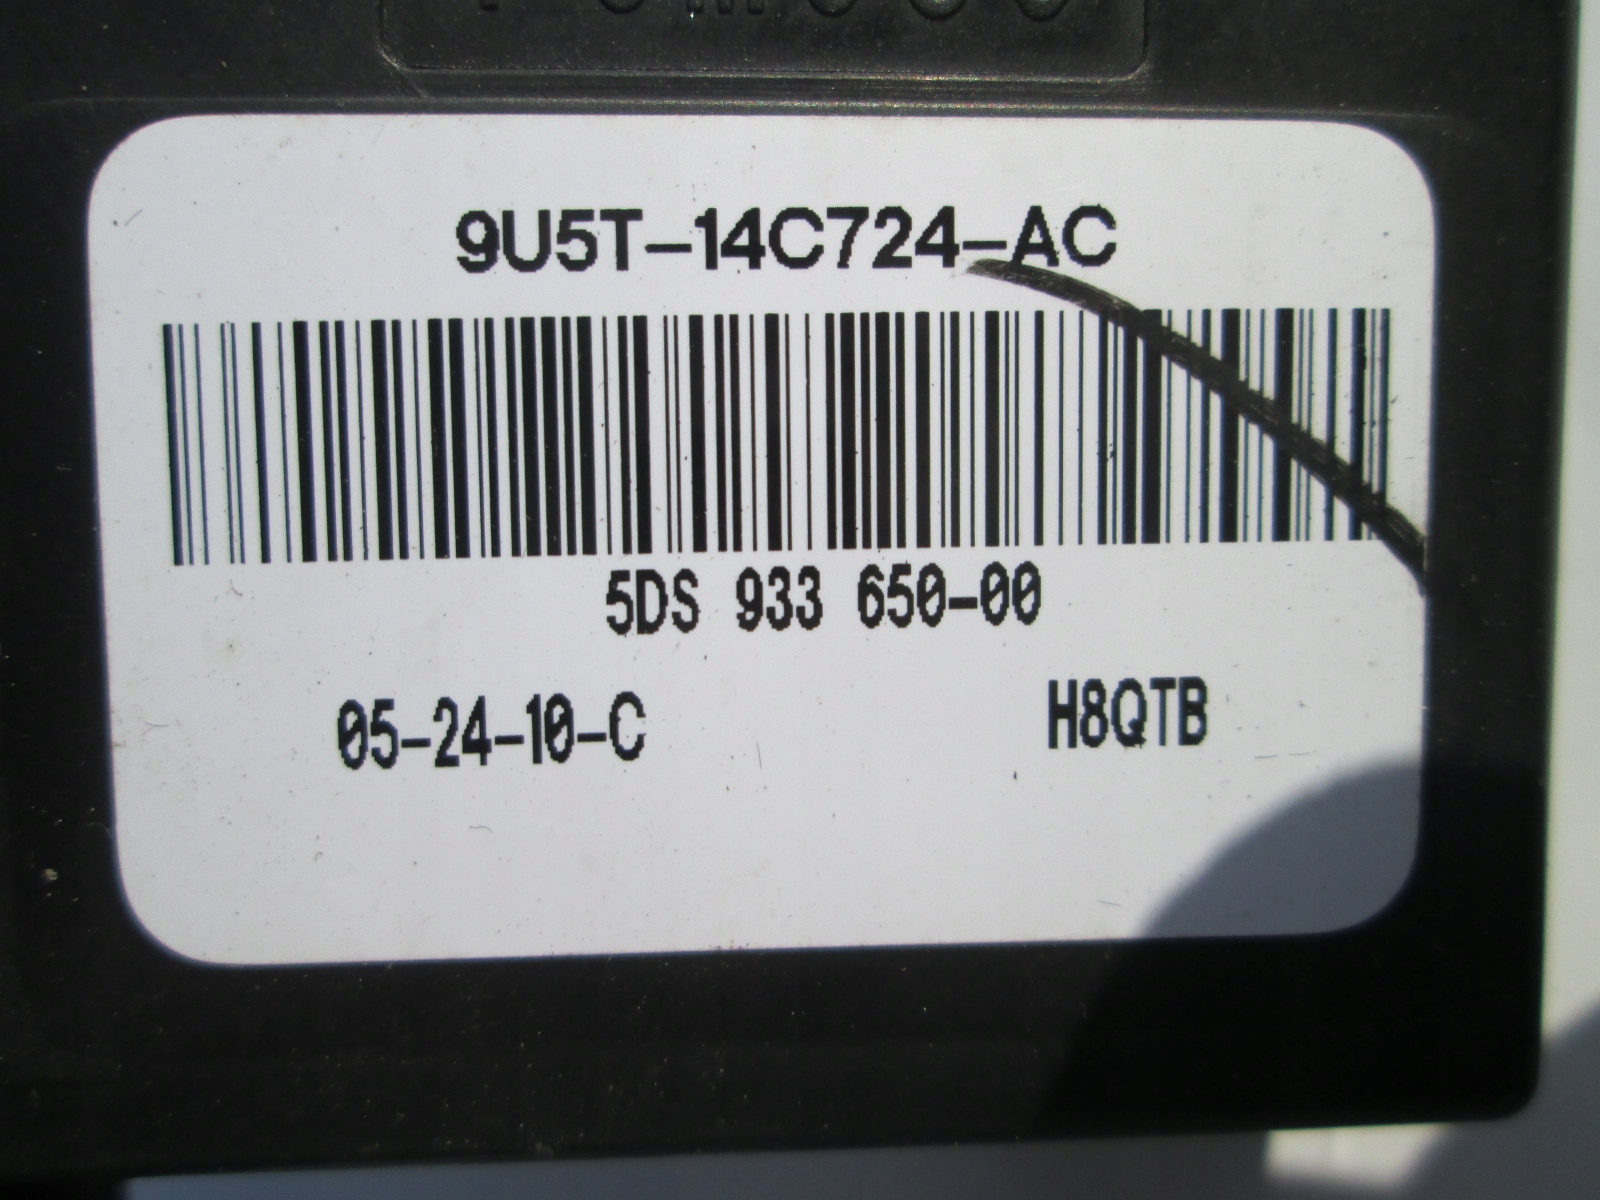 9U5T-14C724-AC
5DS 933 650-00
05-24-10-C H8QTB